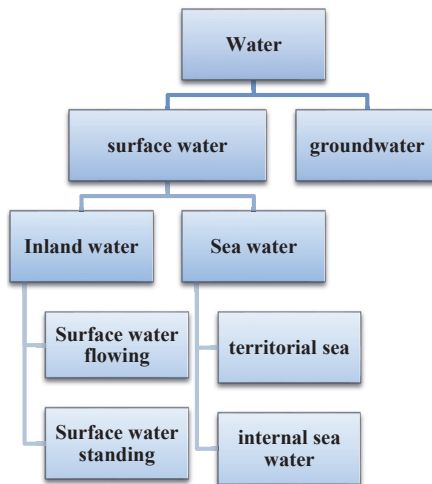 Water
surface water
groundwater
Inland water
Sea water
Surface water
flowing
territorial sea
Surface water
standing
internal sea
water